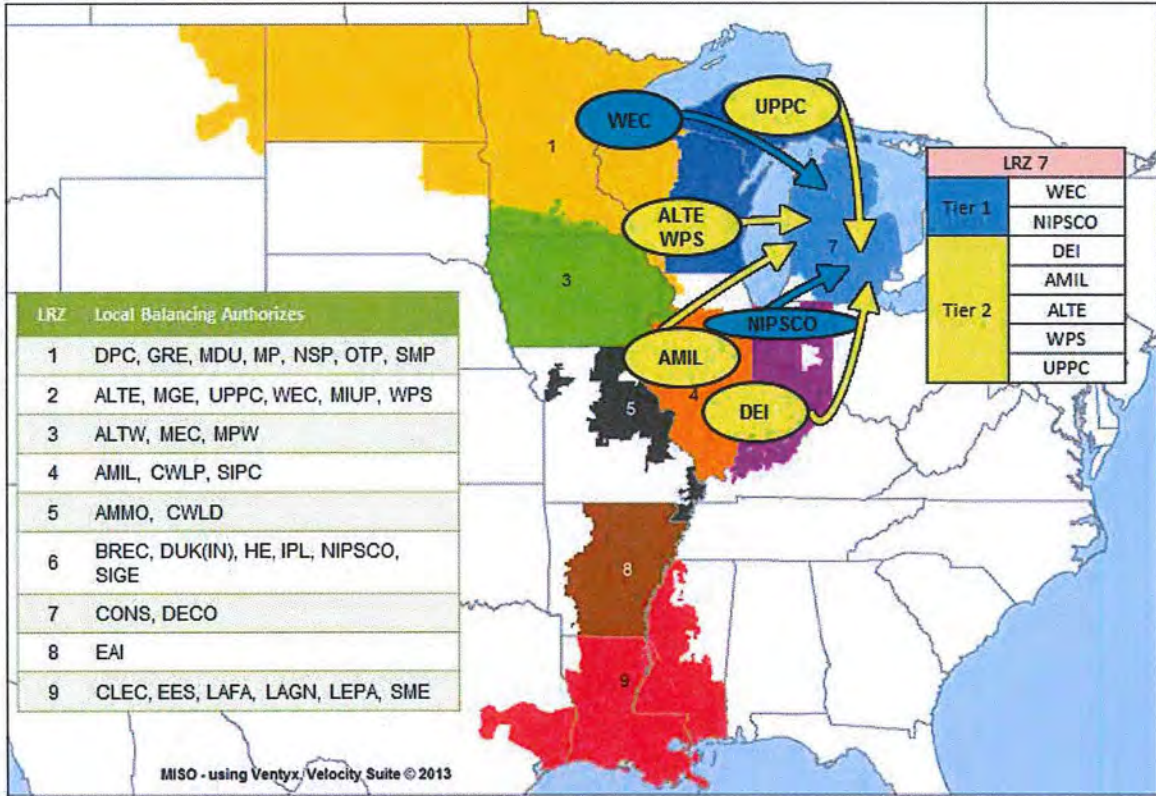 WEC
UPPC
ALTE
WPS
NIPSCO
AMIL
DEI
1
3
4
5
7
8
9
LRZ 7
Tier 1
WEC
NIPSCO
Tier 2
DEI
AMIL
ALTE
WPS
UPPC
LRZ Local Balancing Authorizes
1 DPC, GRE, MDU, MP, NSP, OTP, SMP
2 ALTE, MGE, UPPC, WEC, MIUP, WPS
3 ALTW, MEC, MPW
4 AMIL, CWLP, SIPC
5 AMMO, CWLD
6 BREC, DUK(IN), HE, IPL, NIPSCO,
SIGE
7 CONS, DECO
8 EAI
9 CLEC, EES, LAFA, LAGN, LEPA, SME
MISO - using Ventyx, Velocity Suite © 2013